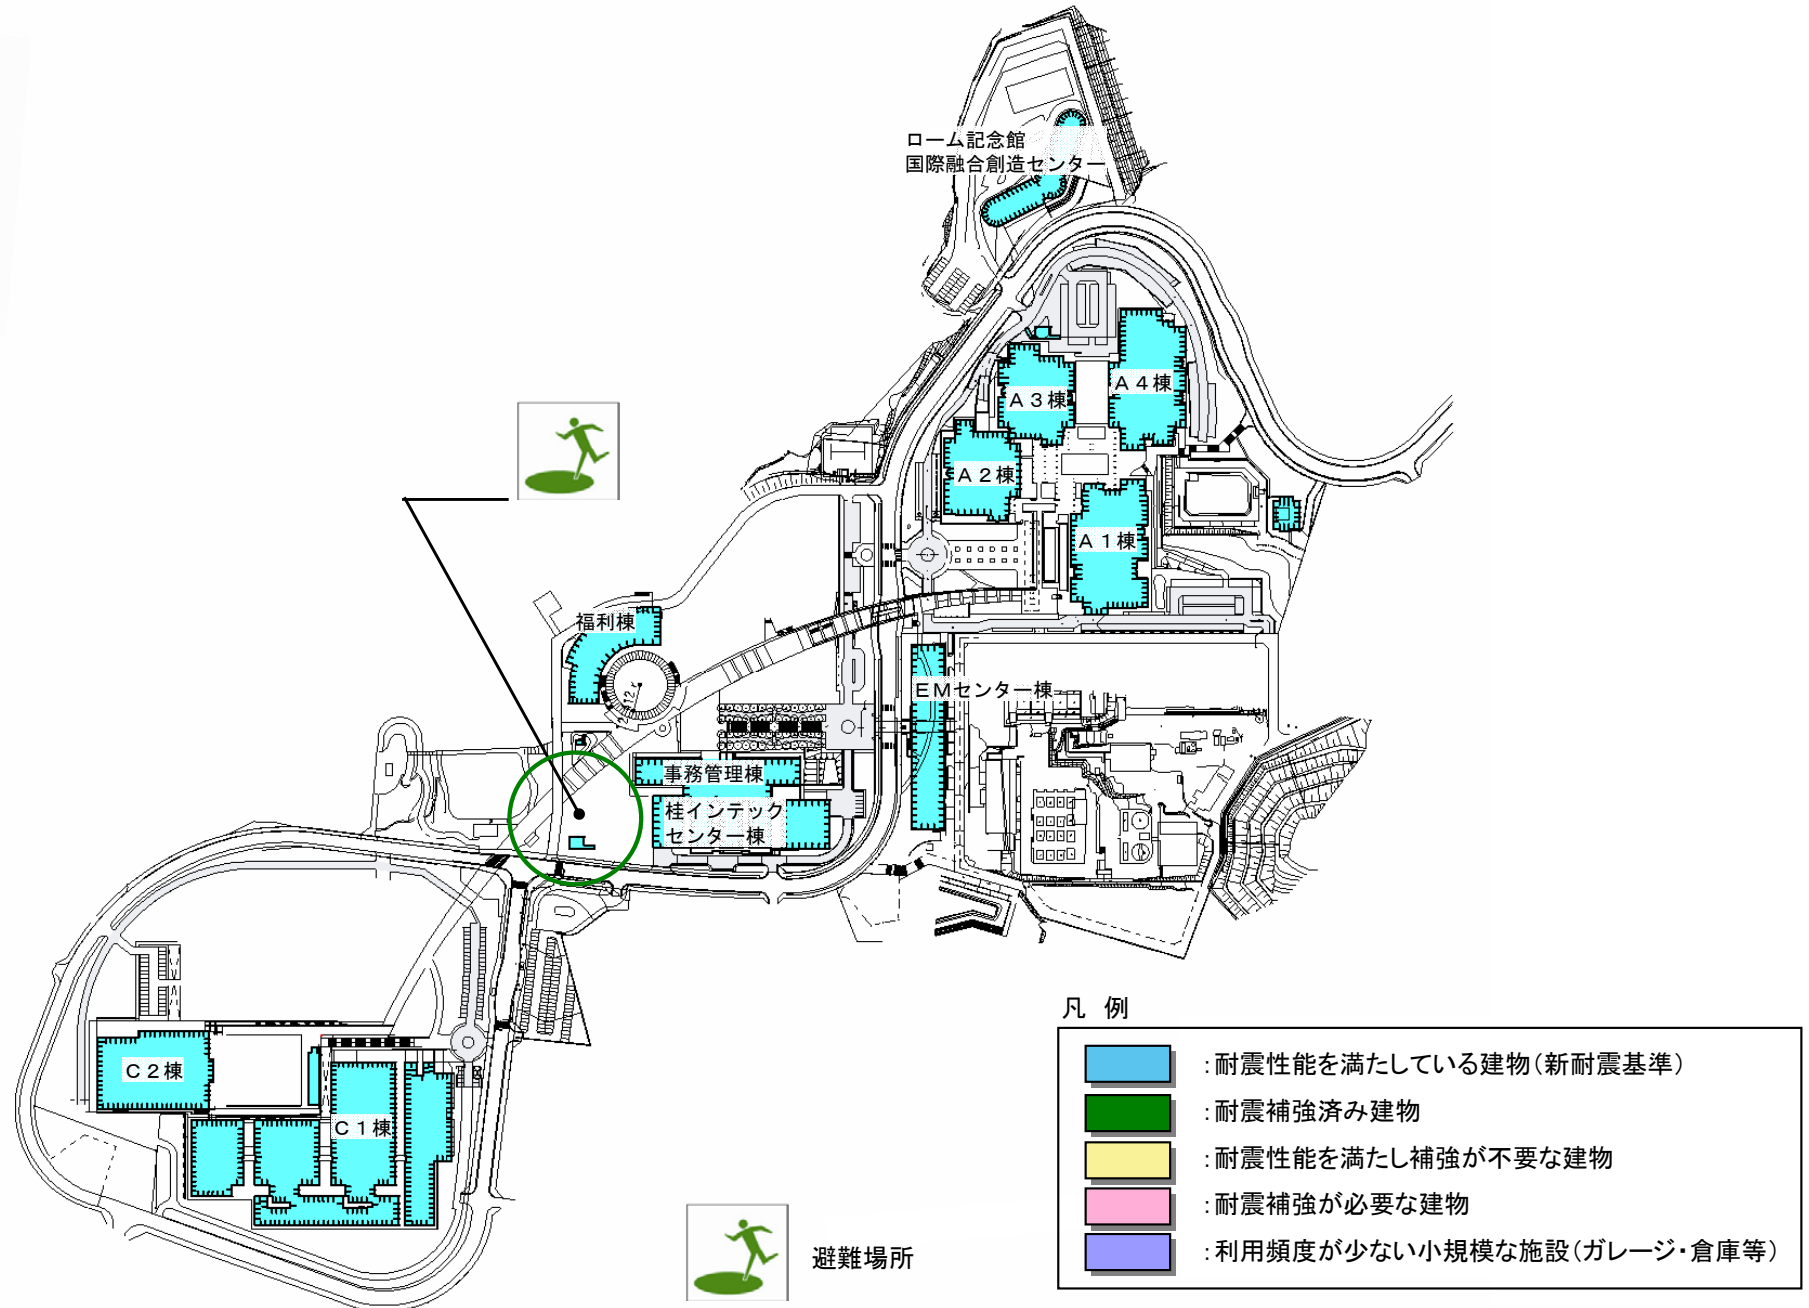 ローム記念館
国際融合創造センター
A4棟
A3棟
A2棟
A1棟
福利棟
EMセンター棟
事務管理棟
桂インテック
センター棟
C2棟
C1棟
凡 例
:耐震性能を満たしている建物(新耐震基準)
:耐震補強済み建物
:耐震性能を満たし補強が不要な建物
:耐震補強が必要な建物
:利用頻度が少ない小規模な施設(ガレージ・倉庫等)
避難場所